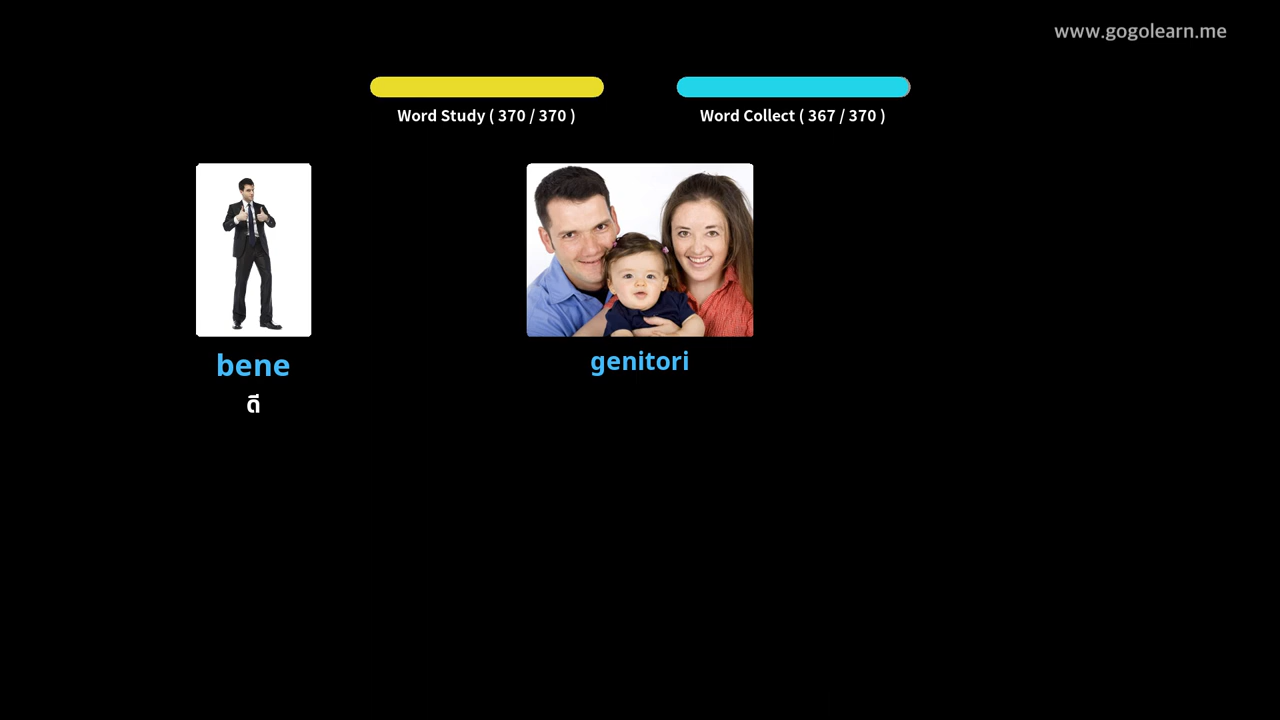 www.gogolearn.me
Word Study ( 370 / 370 )
Word Collect ( 367 / 370 )
bene
ดี
genitori